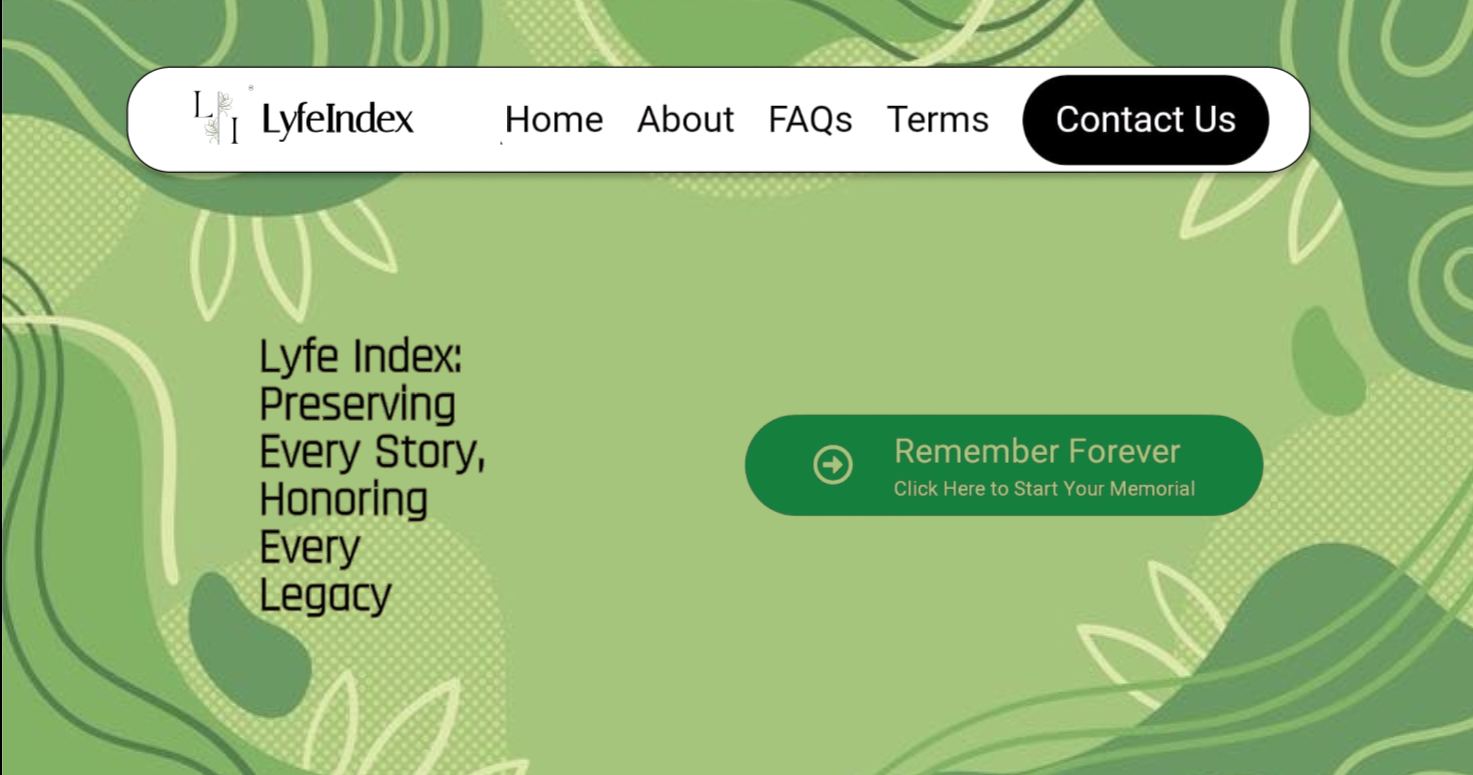 L I ® LyfeIndex Home About FAQs Terms Contact Us
Lyfe Index:
Preserving
Every Story,
Honoring
Every
Legacy
Remember Forever
Click Here to Start Your Memorial